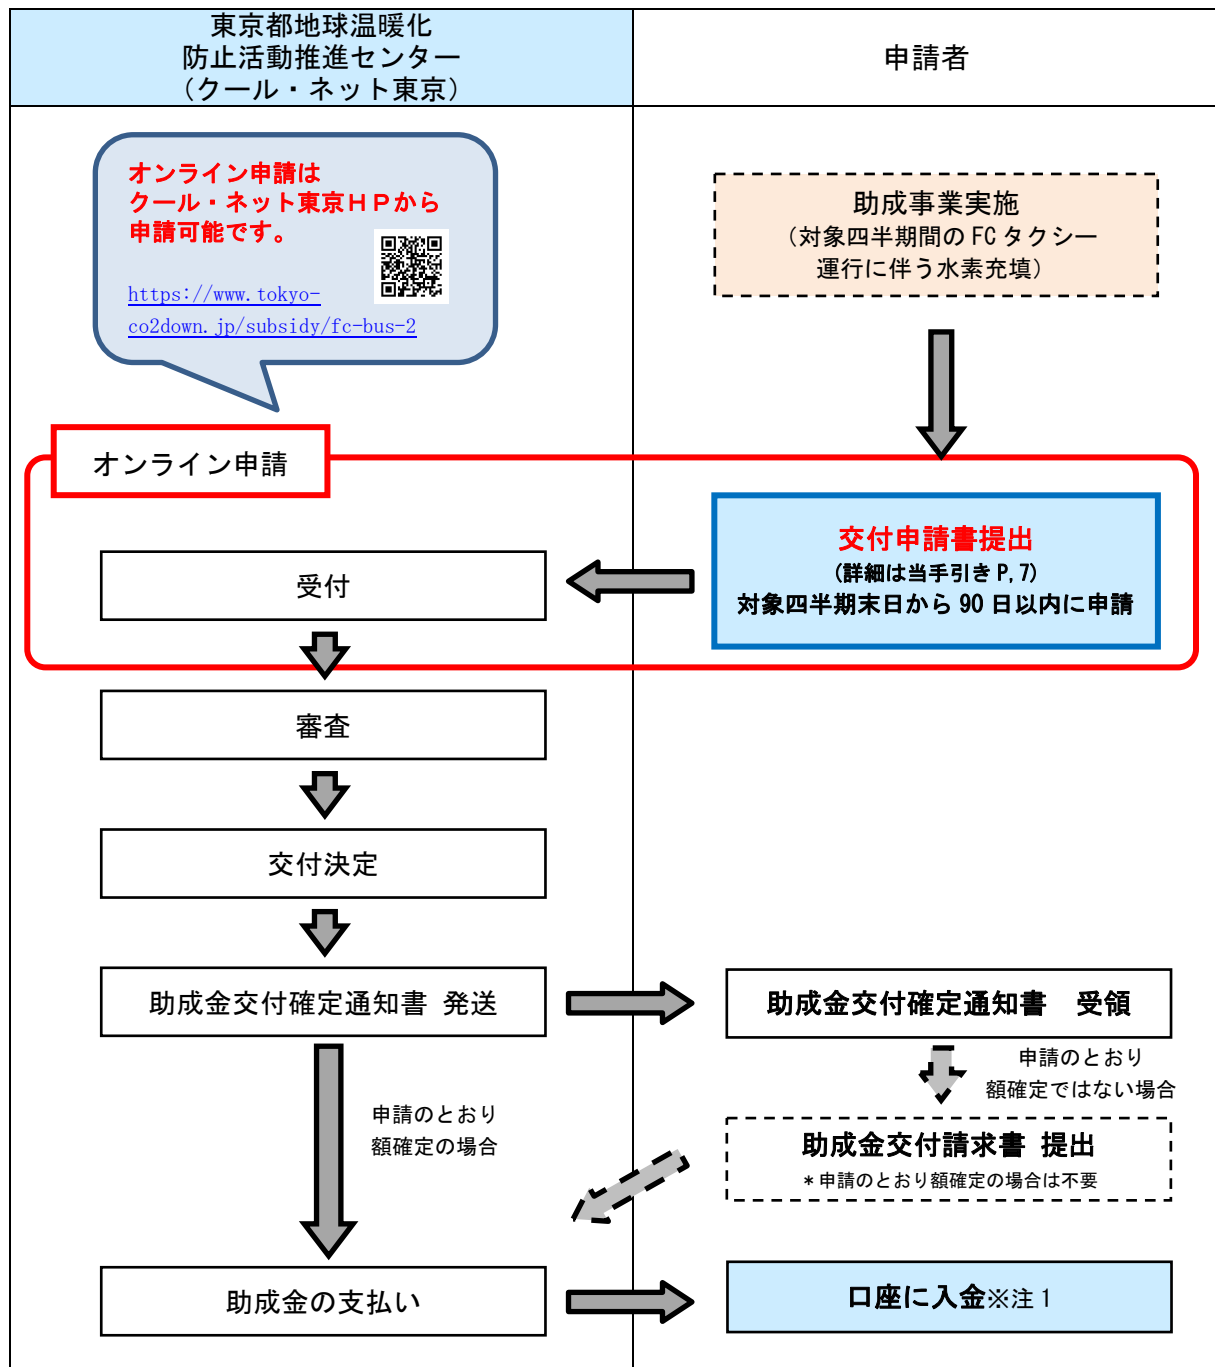 東京都地球温暖化
防止活動推進センター
（クール・ネット東京）
申請者
オンライン申請は
クール・ネット東京ＨＰから
申請可能です。
https://www.tokyo-
co2down.jp/subsidy/fc-bus-2
助成事業実施
（対象四半期間の FC タクシー
運行に伴う水素充填）
オンライン申請
交付申請書提出
(詳細は当手引き P,7)
対象四半期末日から 90 日以内に申請
受付
審査
交付決定
助成金交付確定通知書 発送
助成金交付確定通知書　受領
申請のとおり
額確定ではない場合
申請のとおり
額確定の場合
助成金交付請求書 提出
＊申請のとおり額確定の場合は不要
助成金の支払い
口座に入金※注 1